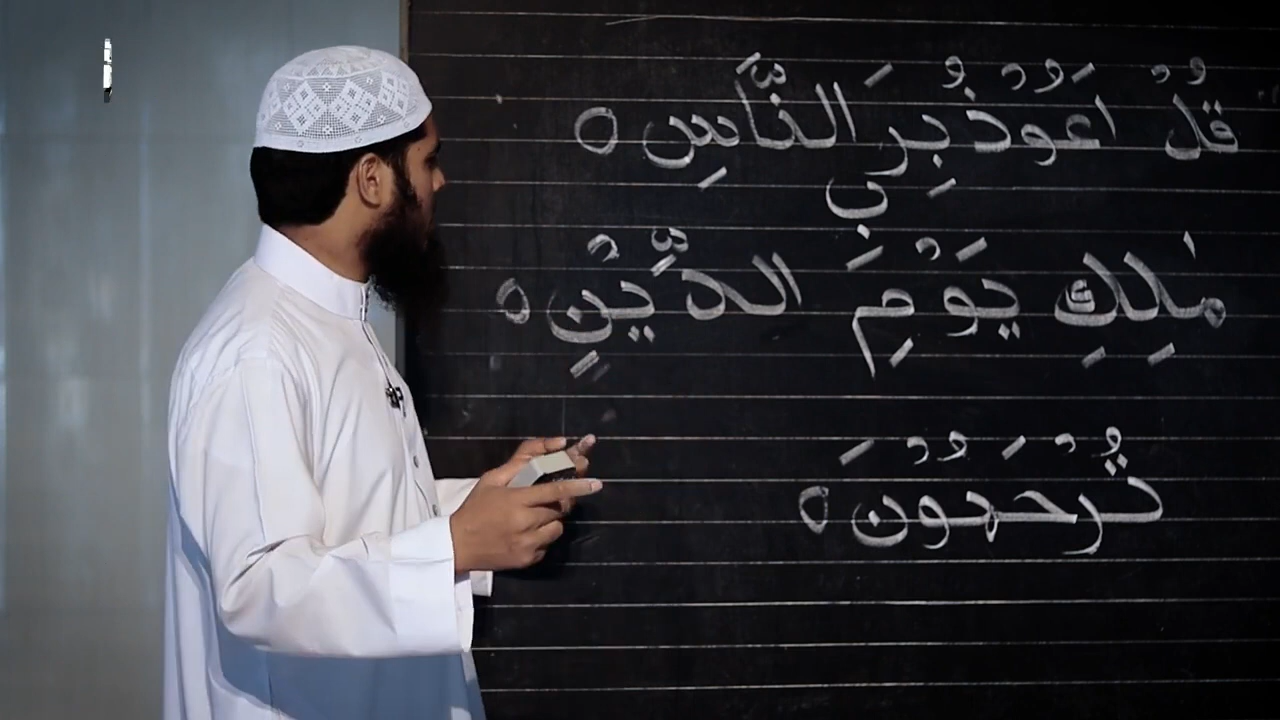 قُلْ اَعُوْذُ بِرَبِ النَّاسِ ○
مٰلِكِ يَوْمِ الدِّيْنِ ○
تُرْحَمُوْنَ ○